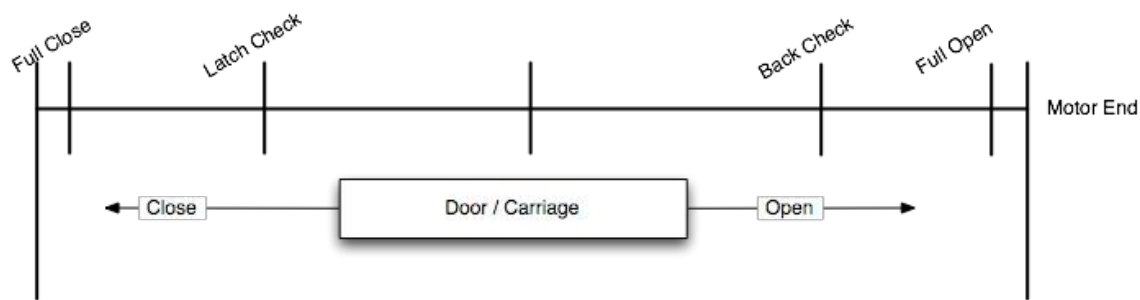 Full Close
Latch Check
Back Check
Full Open
Motor End
Close
Door / Carriage
Open